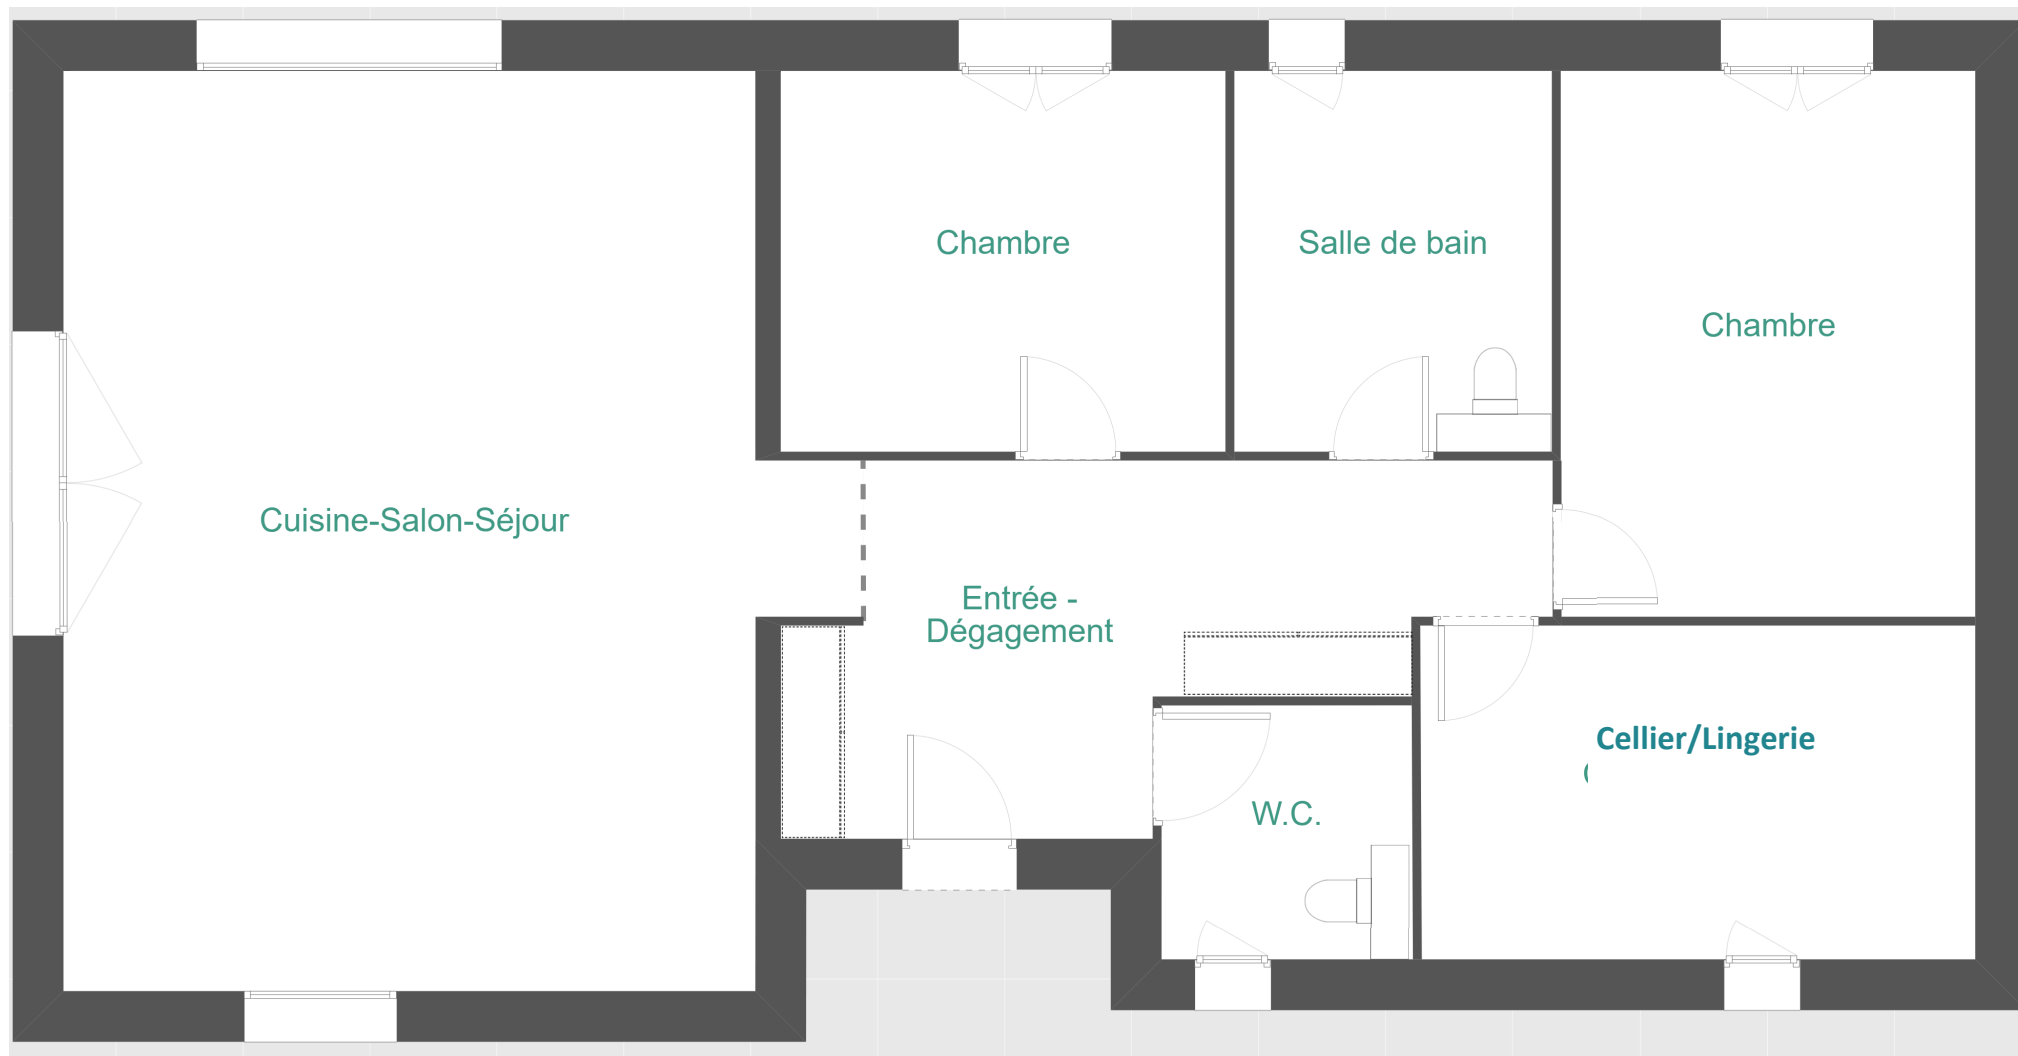 Chambre
Salle de bain
Chambre
Cuisine-Salon-Séjour
Entrée -
Dégagement
Cellier/Lingerie
W.C.